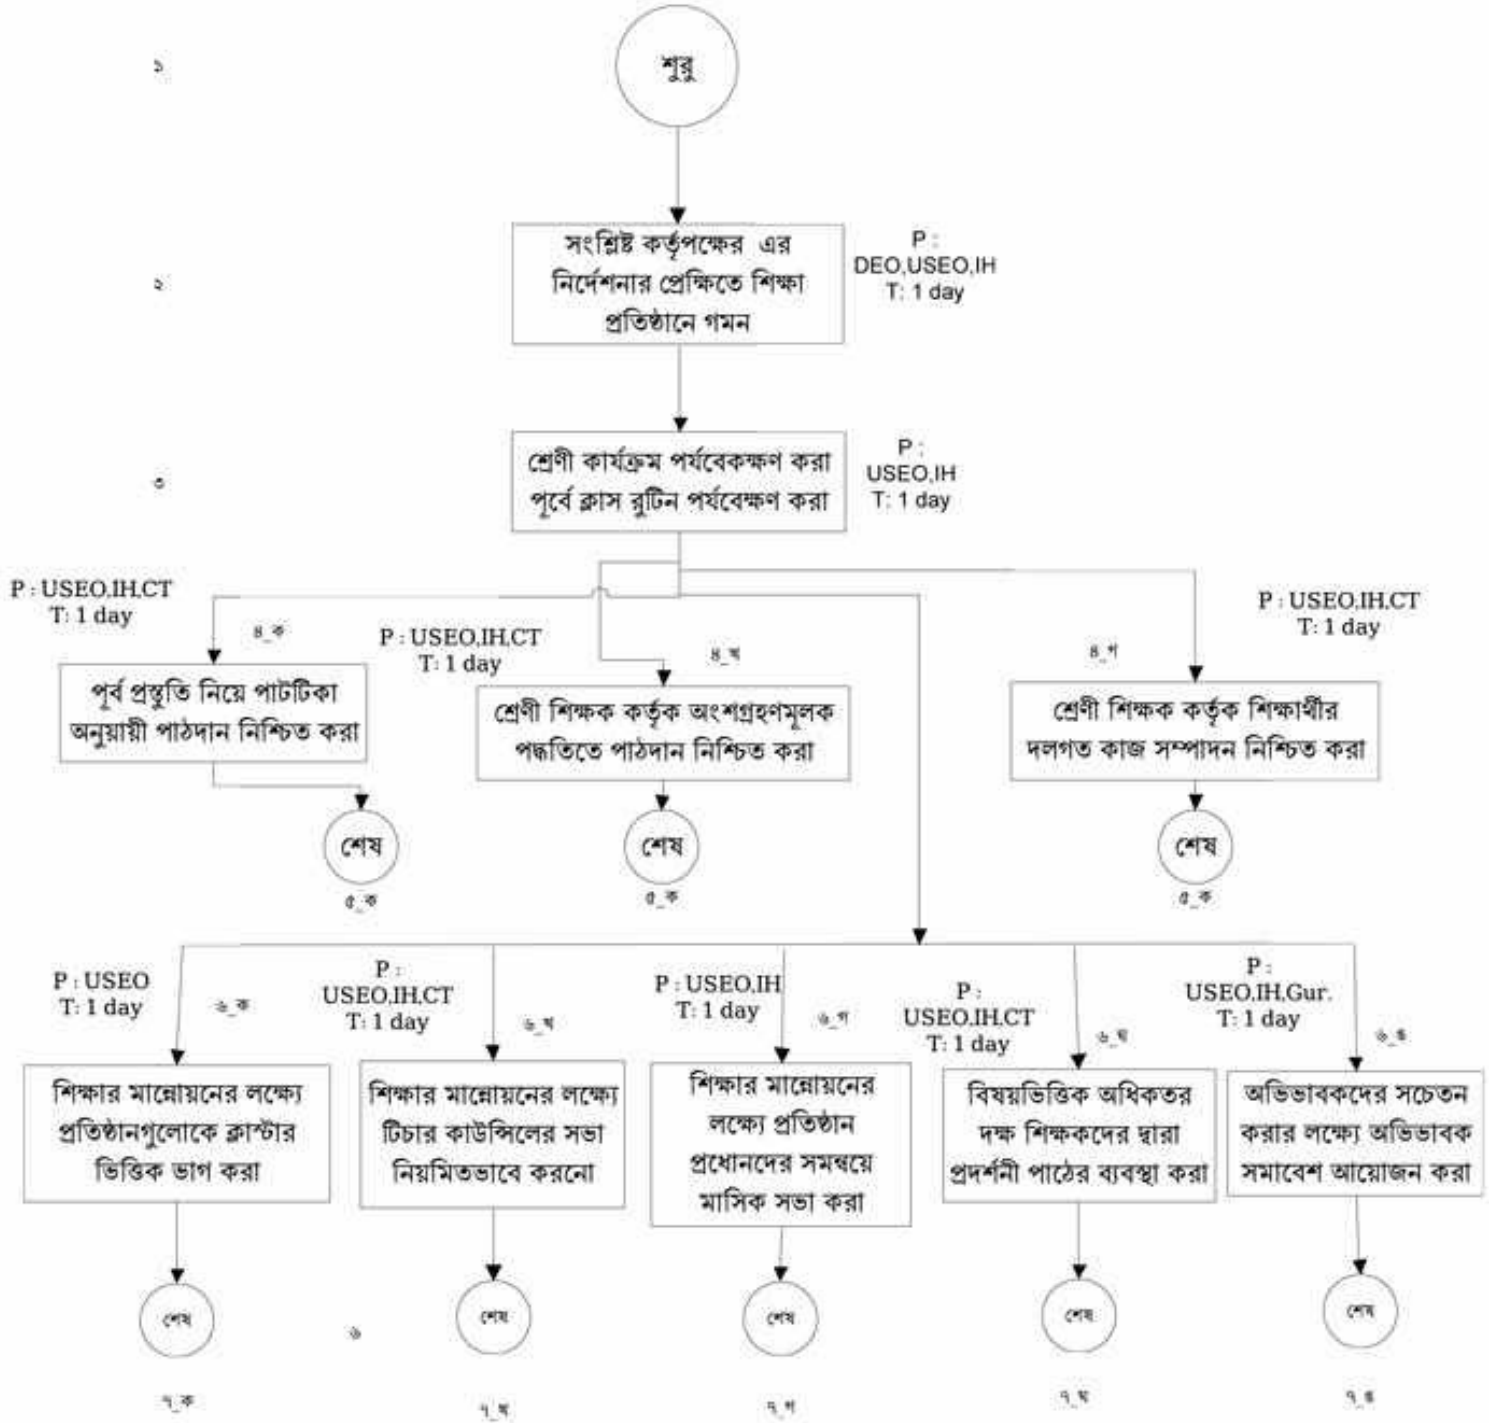 ১
শুরু
২
সংশ্লিষ্ট কর্তৃপক্ষের এর
নির্দেশনার প্রেক্ষিতে শিক্ষা
প্রতিষ্ঠানে গমন
P :
DEO,USEO,IH
T: 1 day
৩
শ্রেণী কার্যক্রম পর্যবেকক্ষণ করা
পূর্বে ক্লাস রুটিন পর্যবেক্ষণ করা
P :
USEO,IH
T: 1 day
P : USEO.IH.CT
T: 1 day
৪_ক
পূর্ব প্রস্তুতি নিয়ে পাটটিকা
অনুয়ায়ী পাঠদান নিশ্চিত করা
শেষ
৫_ক
P : USEO,IH,CT
T: 1 day
৪_খ
শ্রেণী শিক্ষক কর্তৃক অংশগ্রহণমূলক
পদ্ধতিতে পাঠদান নিশ্চিত করা
শেষ
৫_ক
P : USEO.IH.CT
T: 1 day
৪_গ
শ্রেণী শিক্ষক কর্তৃক শিক্ষার্থীর
দলগত কাজ সম্পাদন নিশ্চিত করা
শেষ
৫_ক
P : USEO
T: 1 day
৬_ক
শিক্ষার মান্নোয়নের লক্ষ্যে
প্রতিষ্ঠানগুলোকে ক্লাস্টার
ভিত্তিক ভাগ করা
শেষ
৭_ক
P :
USEO.IH.CT
T: 1 day
৬_খ
শিক্ষার মান্নোয়নের লক্ষ্যে
টিচার কাউন্সিলের সভা
নিয়মিতভাবে করনো
শেষ
৬
৭_খ
P : USEO.IH
T: 1 day
৬_গ
শিক্ষার মান্নোয়নের
লক্ষ্যে প্রতিষ্ঠান
প্রধোনদের সমন্বয়ে
মাসিক সভা করা
শেষ
৭_গ
P :
USEO.IH.CT
T: 1 day
৬_ঘ
বিষয়ভিত্তিক অধিকতর
দক্ষ শিক্ষকদের দ্বারা
প্রদর্শনী পাঠের ব্যবস্থা করা
শেষ
৭_ঘ
P :
USEO.IH.Gur.
T: 1 day
৬_ঙ
অভিভাবকদের সচেতন
করার লক্ষ্যে অভিভাবক
সমাবেশ আয়োজন করা
শেষ
৭_ঙ